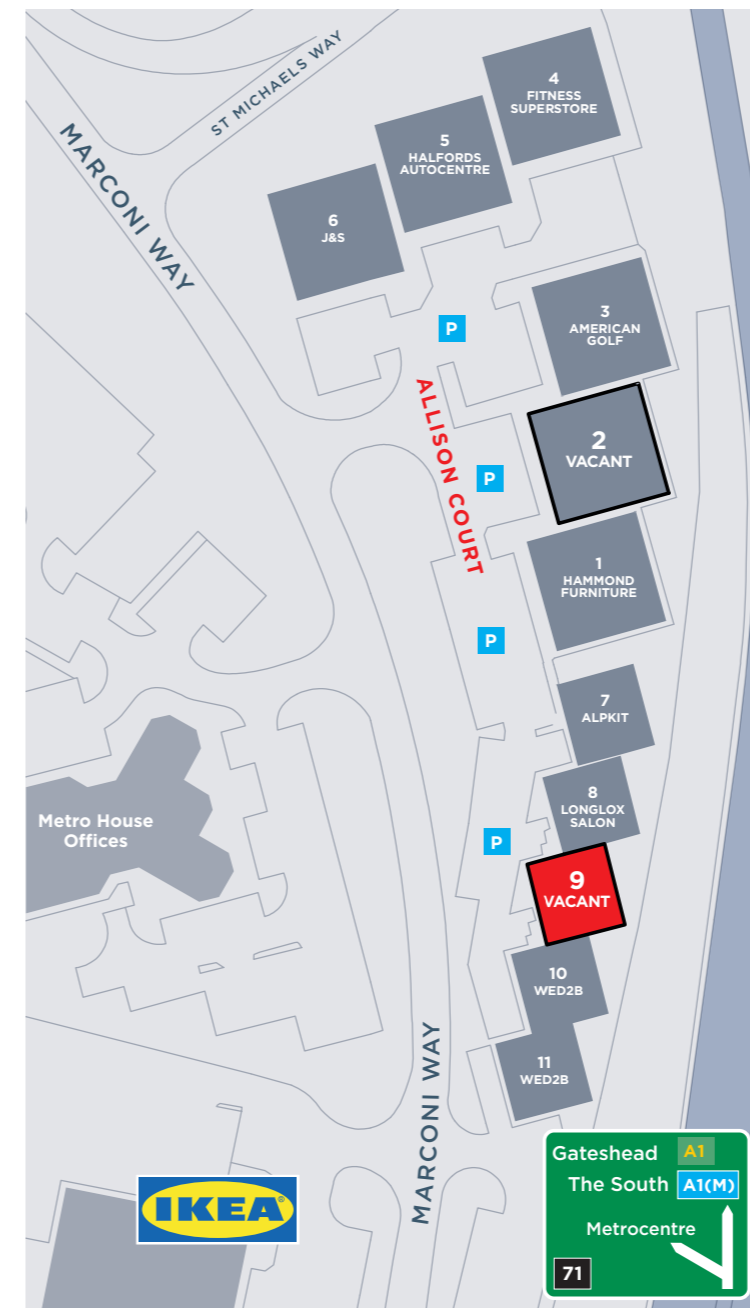 ST MICHAELS WAY
MARCONI WAY
4
FITNESS
SUPERSTORE
5
HALFORDS
AUTOCENTRE
6
J&S
3
AMERICAN
GOLF
P
ALLISON COURT
2
VACANT
P
1
HAMMOND
FURNITURE
P
7
ALPKIT
8
LONGLOX
SALON
Metro House
Offices
P
9
VACANT
10
WED2B
11
WED2B
MARCONI WAY
IKEA®
Gateshead A1
The South A1(M)
Metrocentre
71